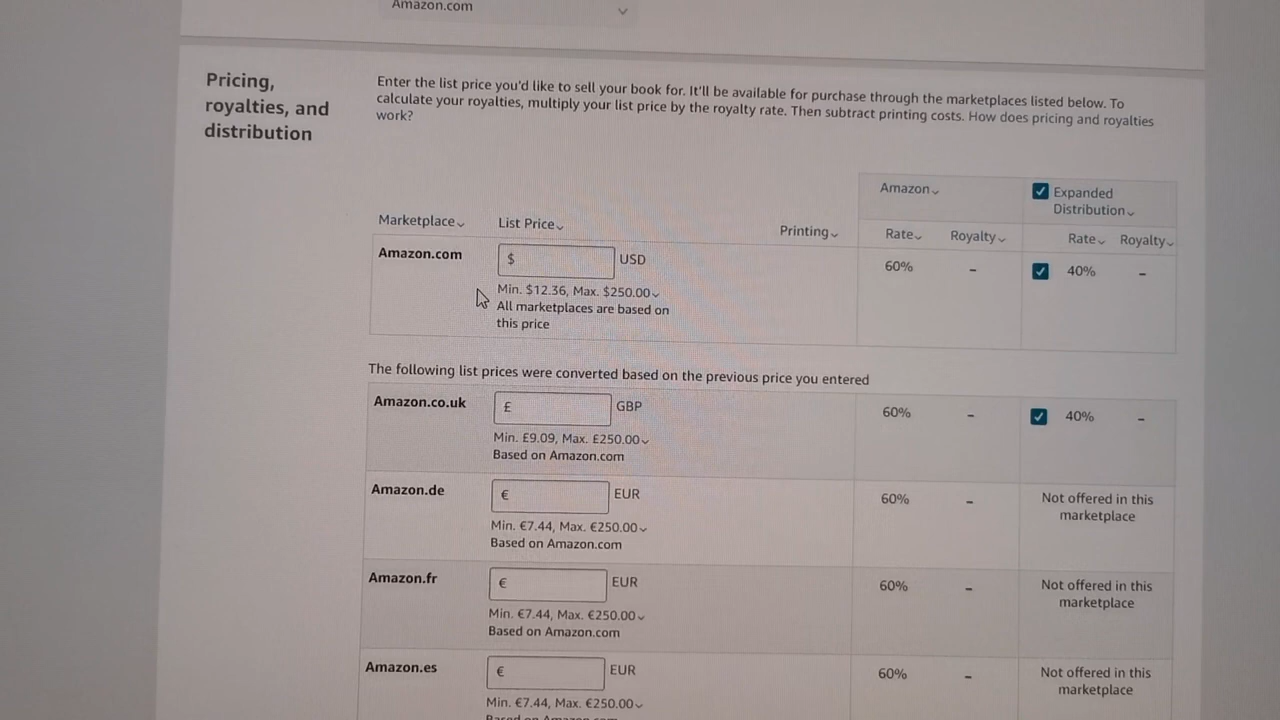 Amazon.com
Pricing,
royalties, and
distribution
Enter the list price you'd like to sell your book for. It'll be available for purchase through the marketplaces listed below. To
calculate your royalties, multiply your list price by the royalty rate. Then subtract printing costs. How does pricing and royalties
work?
Amazon
Expanded
Distribution
Marketplace List Price Printing Rate Royalty Rate Royalty
Amazon.com $ USD 60% – 40% –
Min. $12.36, Max. $250.00
All marketplaces are based on
this price
The following list prices were converted based on the previous price you entered
Amazon.co.uk £ GBP 60% – 40% –
Min. £9.09, Max. £250.00
Based on Amazon.com
Amazon.de € EUR 60% – Not offered in this
marketplace
Min. €7.44, Max. €250.00
Based on Amazon.com
Amazon.fr € EUR 60% – Not offered in this
marketplace
Min. €7.44, Max. €250.00
Based on Amazon.com
Amazon.es € EUR 60% – Not offered in this
marketplace
Min. €7.44, Max. €250.00
Based on Amazon.com